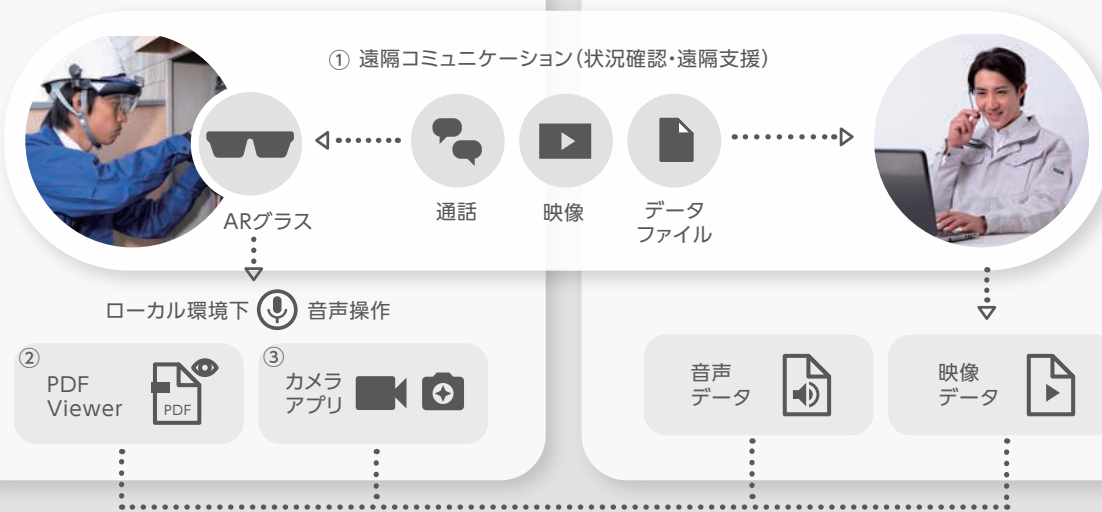 ① 遠隔コミュニケーション（状況確認・遠隔支援）
通話
映像
データ
ファイル
ARグラス
ローカル環境下
音声操作
②
PDF
Viewer
PDF
③
カメラ
アプリ
音声
データ
映像
データ